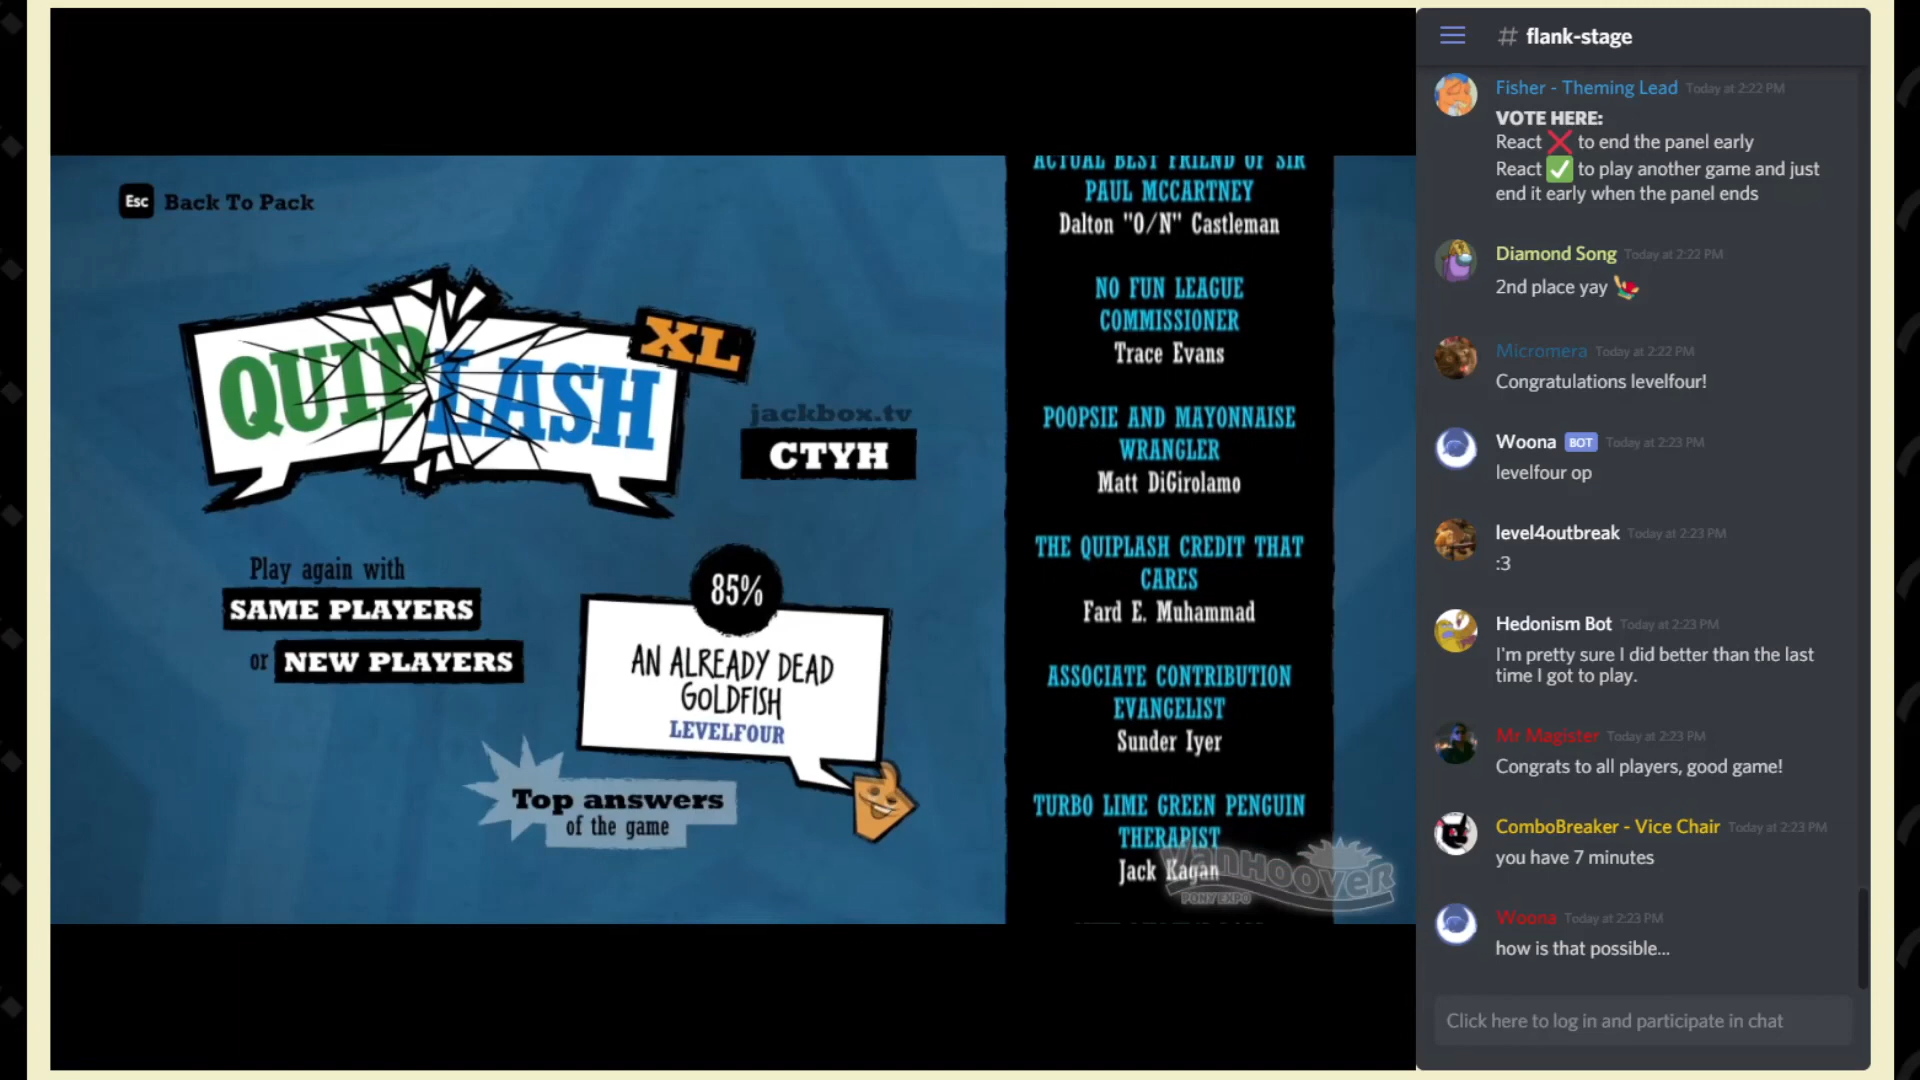 Esc Back To Pack
QUIPLASH XL
jackbox.tv
CTYH
Play again with
SAME PLAYERS
or NEW PLAYERS
85%
AN ALREADY DEAD
GOLDFISH
LEVELFOUR
Top answers
of the game
ACTUAL BEST FRIEND OF SIR
PAUL MCCARTNEY
Dalton "O/N" Castleman
NO FUN LEAGUE
COMMISSIONER
Trace Evans
POOPSIE AND MAYONNAISE
WRANGLER
Matt DiGirolamo
THE QUIPLASH CREDIT THAT
CARES
Fard E. Muhammad
ASSOCIATE CONTRIBUTION
EVANGELIST
Sunder Iyer
TURBO LIME GREEN PENGUIN
THERAPIST
Jack Kagan
VANHOOVER
PONY EXPO
# flank-stage
Fisher - Theming Lead Today at 2:22 PM
VOTE HERE:
React ❌ to end the panel early
React ✅ to play another game and just
end it early when the panel ends
Diamond Song Today at 2:22 PM
2nd place yay
Micromera Today at 2:22 PM
Congratulations levelfour!
Woona BOT Today at 2:23 PM
levelfour op
level4outbreak Today at 2:23 PM
:3
Hedonism Bot Today at 2:23 PM
I'm pretty sure I did better than the last
time I got to play.
Mr Magister Today at 2:23 PM
Congrats to all players, good game!
ComboBreaker - Vice Chair Today at 2:23 PM
you have 7 minutes
Woona Today at 2:23 PM
how is that possible...
Click here to log in and participate in chat